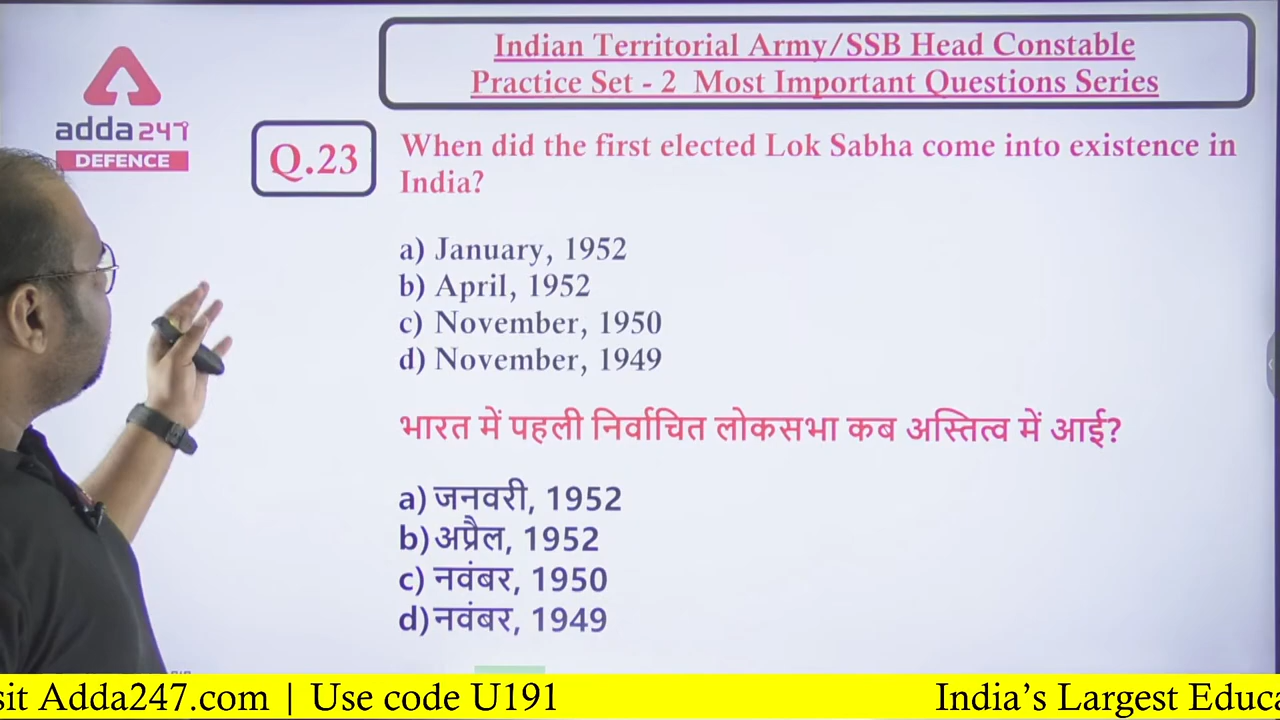 Indian Territorial Army/SSB Head Constable
Practice Set - 2 Most Important Questions Series
adda247
DEFENCE
Q.23
When did the first elected Lok Sabha come into existence in
India?
a) January, 1952
b) April, 1952
c) November, 1950
d) November, 1949
भारत में पहली निर्वाचित लोकसभा कब अस्तित्व में आई?
a) जनवरी, 1952
b) अप्रैल, 1952
c) नवंबर, 1950
d) नवंबर, 1949
sit Adda247.com | Use code U191
India’s Largest Educa